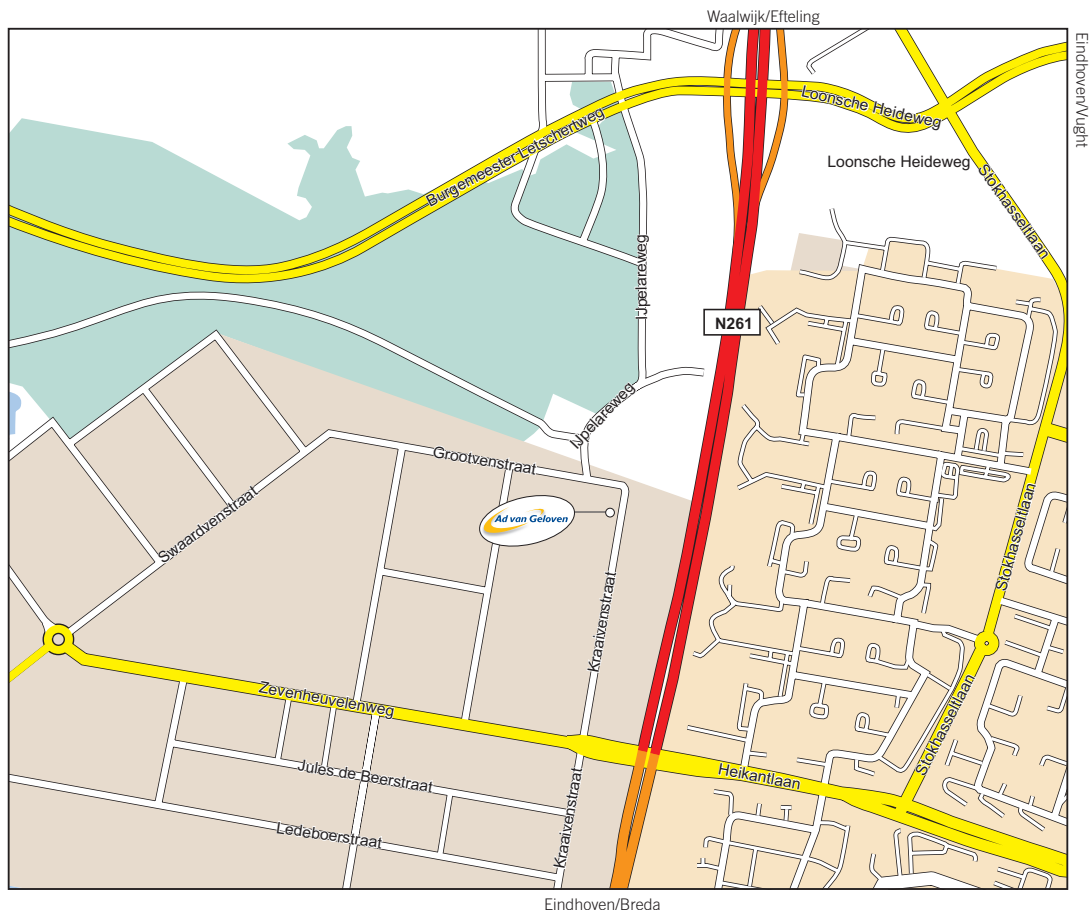 Waalwijk/Efteling
Eindhoven/Vught
Loonsche Heideweg
Burgemeester Letschertweg
Loonsche Heideweg
Stokhasseltlaan
IJpelareweg
N261
IJpelareweg
Grootvenstraat
Swaardvenstraat
Ad van Geloven
Stokhasseltlaan
Kraaivenstraat
Zevenheuvelenweg
Stokhasseltlaan
Heikantlaan
Jules de Beerstraat
Kraaivenstraat
Ledeboerstraat
Eindhoven/Breda